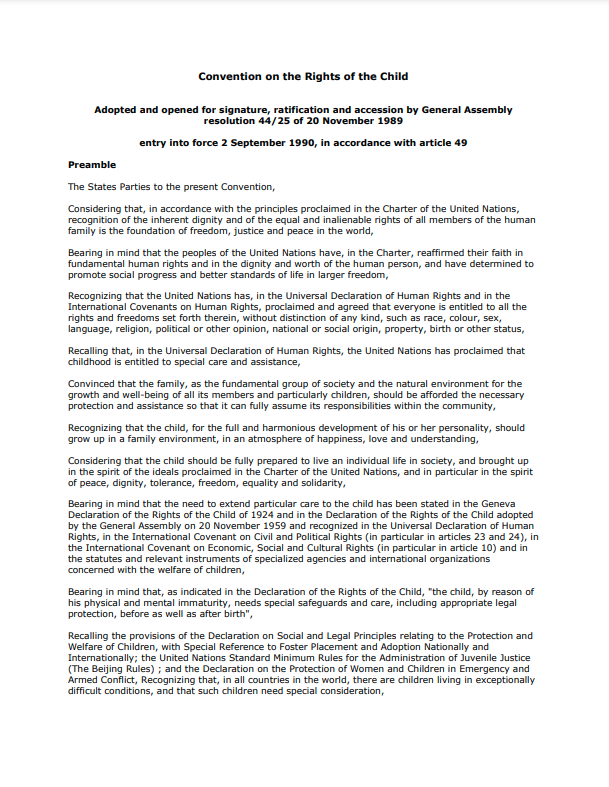 Convention on the Rights of the Child
Adopted and opened for signature, ratification and accession by General Assembly
resolution 44/25 of 20 November 1989
entry into force 2 September 1990, in accordance with article 49
Preamble
The States Parties to the present Convention,
Considering that, in accordance with the principles proclaimed in the Charter of the United Nations,
recognition of the inherent dignity and of the equal and inalienable rights of all members of the human
family is the foundation of freedom, justice and peace in the world,
Bearing in mind that the peoples of the United Nations have, in the Charter, reaffirmed their faith in
fundamental human rights and in the dignity and worth of the human person, and have determined to
promote social progress and better standards of life in larger freedom,
Recognizing that the United Nations has, in the Universal Declaration of Human Rights and in the
International Covenants on Human Rights, proclaimed and agreed that everyone is entitled to all the
rights and freedoms set forth therein, without distinction of any kind, such as race, colour, sex,
language, religion, political or other opinion, national or social origin, property, birth or other status,
Recalling that, in the Universal Declaration of Human Rights, the United Nations has proclaimed that
childhood is entitled to special care and assistance,
Convinced that the family, as the fundamental group of society and the natural environment for the
growth and well-being of all its members and particularly children, should be afforded the necessary
protection and assistance so that it can fully assume its responsibilities within the community,
Recognizing that the child, for the full and harmonious development of his or her personality, should
grow up in a family environment, in an atmosphere of happiness, love and understanding,
Considering that the child should be fully prepared to live an individual life in society, and brought up
in the spirit of the ideals proclaimed in the Charter of the United Nations, and in particular in the spirit
of peace, dignity, tolerance, freedom, equality and solidarity,
Bearing in mind that the need to extend particular care to the child has been stated in the Geneva
Declaration of the Rights of the Child of 1924 and in the Declaration of the Rights of the Child adopted
by the General Assembly on 20 November 1959 and recognized in the Universal Declaration of Human
Rights, in the International Covenant on Civil and Political Rights (in particular in articles 23 and 24), in
the International Covenant on Economic, Social and Cultural Rights (in particular in article 10) and in
the statutes and relevant instruments of specialized agencies and international organizations
concerned with the welfare of children,
Bearing in mind that, as indicated in the Declaration of the Rights of the Child, "the child, by reason of
his physical and mental immaturity, needs special safeguards and care, including appropriate legal
protection, before as well as after birth",
Recalling the provisions of the Declaration on Social and Legal Principles relating to the Protection and
Welfare of Children, with Special Reference to Foster Placement and Adoption Nationally and
Internationally; the United Nations Standard Minimum Rules for the Administration of Juvenile Justice
(The Beijing Rules) ; and the Declaration on the Protection of Women and Children in Emergency and
Armed Conflict, Recognizing that, in all countries in the world, there are children living in exceptionally
difficult conditions, and that such children need special consideration,